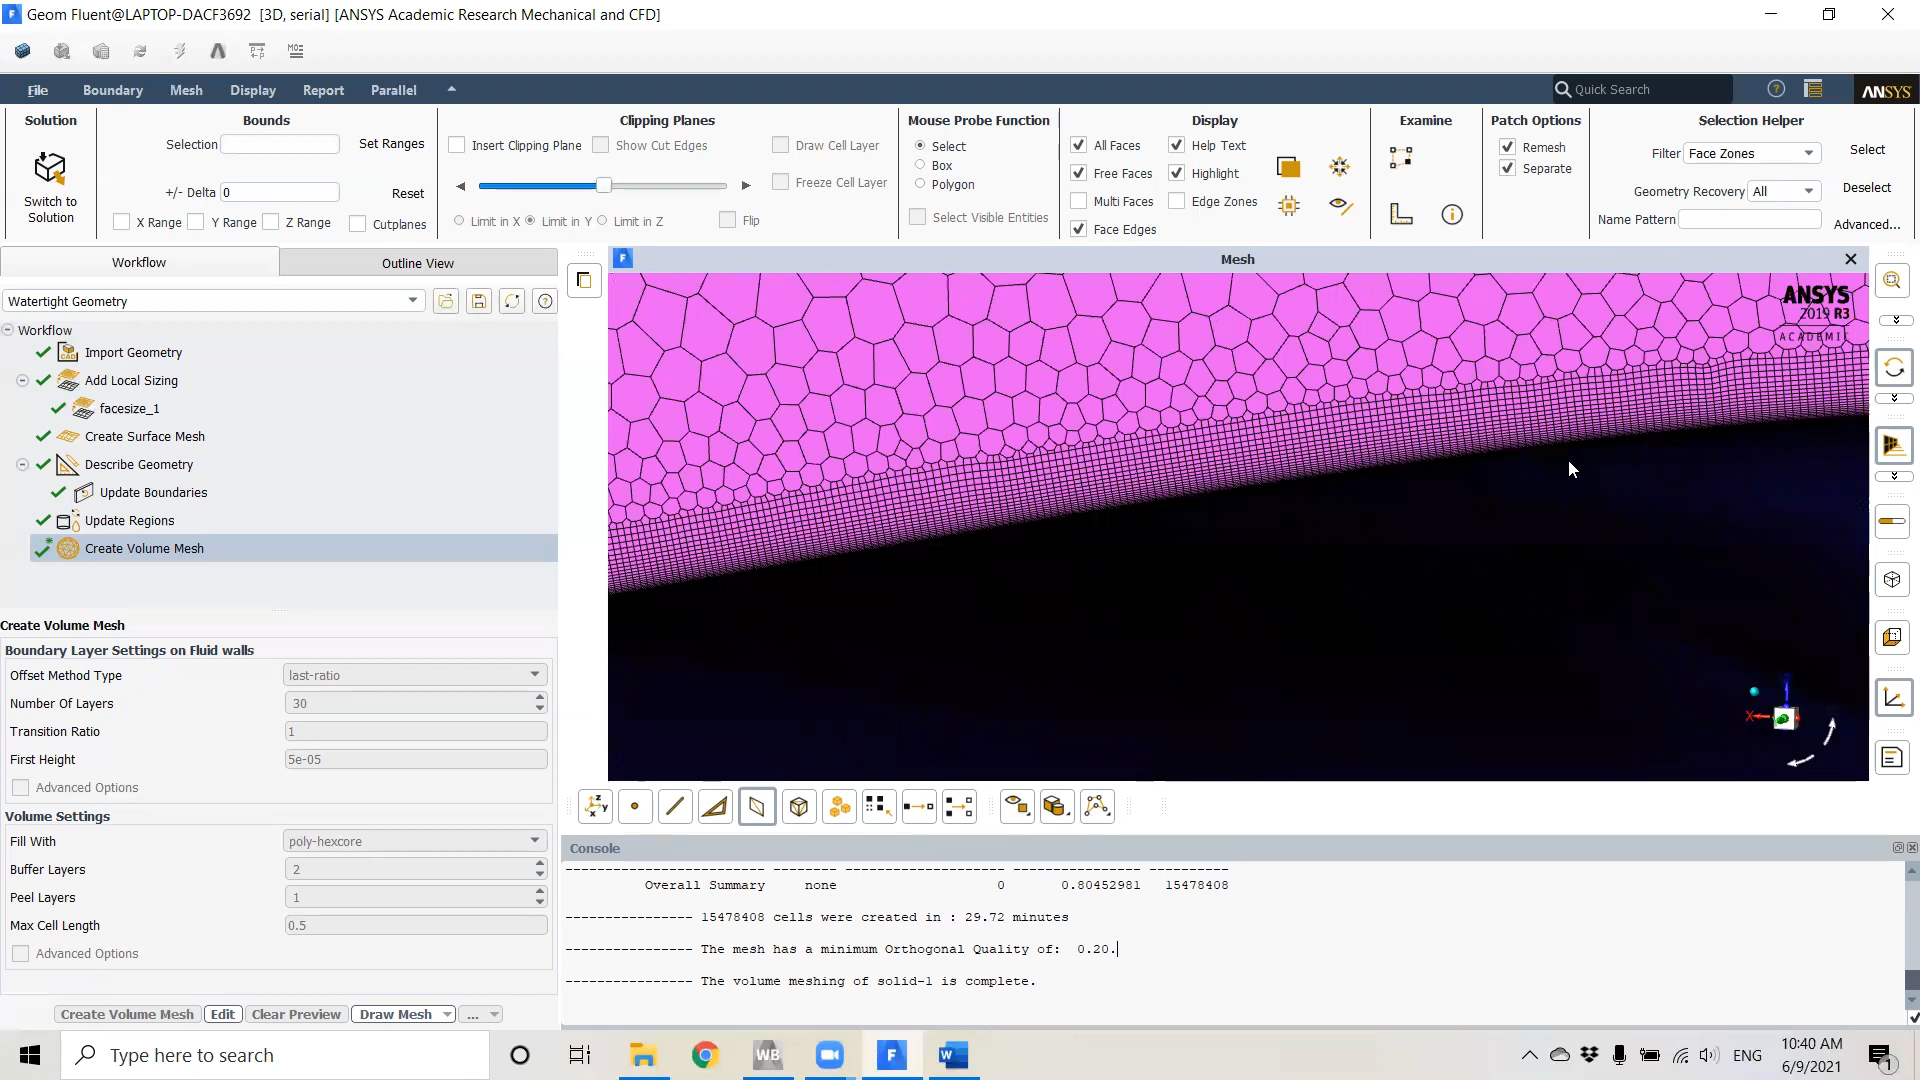 Geom Fluent@LAPTOP-DACF3692 [3D, serial] [ANSYS Academic Research Mechanical and CFD]
File Boundary Mesh Display Report Parallel
Quick Search
ANSYS
Solution
Switch to
Solution
Bounds
Selection
Set Ranges
+/- Delta 0
Reset
X Range Y Range Z Range Cutplanes
Clipping Planes
Insert Clipping Plane Show Cut Edges Draw Cell Layer
Freeze Cell Layer
Limit in X Limit in Y Limit in Z Flip
Mouse Probe Function
Select
Box
Polygon
Select Visible Entities
Display
All Faces Help Text
Free Faces Highlight
Multi Faces Edge Zones
Face Edges
Examine
Patch Options
Remesh
Separate
Selection Helper
Filter Face Zones Select
Geometry Recovery All Deselect
Name Pattern Advanced...
Workflow Outline View
Watertight Geometry
Workflow
Import Geometry
Add Local Sizing
facesize_1
Create Surface Mesh
Describe Geometry
Update Boundaries
Update Regions
Create Volume Mesh
Create Volume Mesh
Boundary Layer Settings on Fluid walls
Offset Method Type last-ratio
Number Of Layers 30
Transition Ratio 1
First Height 5e-05
Advanced Options
Volume Settings
Fill With poly-hexcore
Buffer Layers 2
Peel Layers 1
Max Cell Length 0.5
Advanced Options
Create Volume Mesh Edit Clear Preview Draw Mesh ...
Mesh
ANSYS
2019 R3
ACADEMIC
X
Console
---------------------- -------- -------------------- ---------------- ----------
Overall Summary none 0 0.80452981 15478408
---------------- 15478408 cells were created in : 29.72 minutes
---------------- The mesh has a minimum Orthogonal Quality of: 0.20.
---------------- The volume meshing of solid-1 is complete.
Type here to search
WB
F
W
ENG
10:40 AM
6/9/2021
1